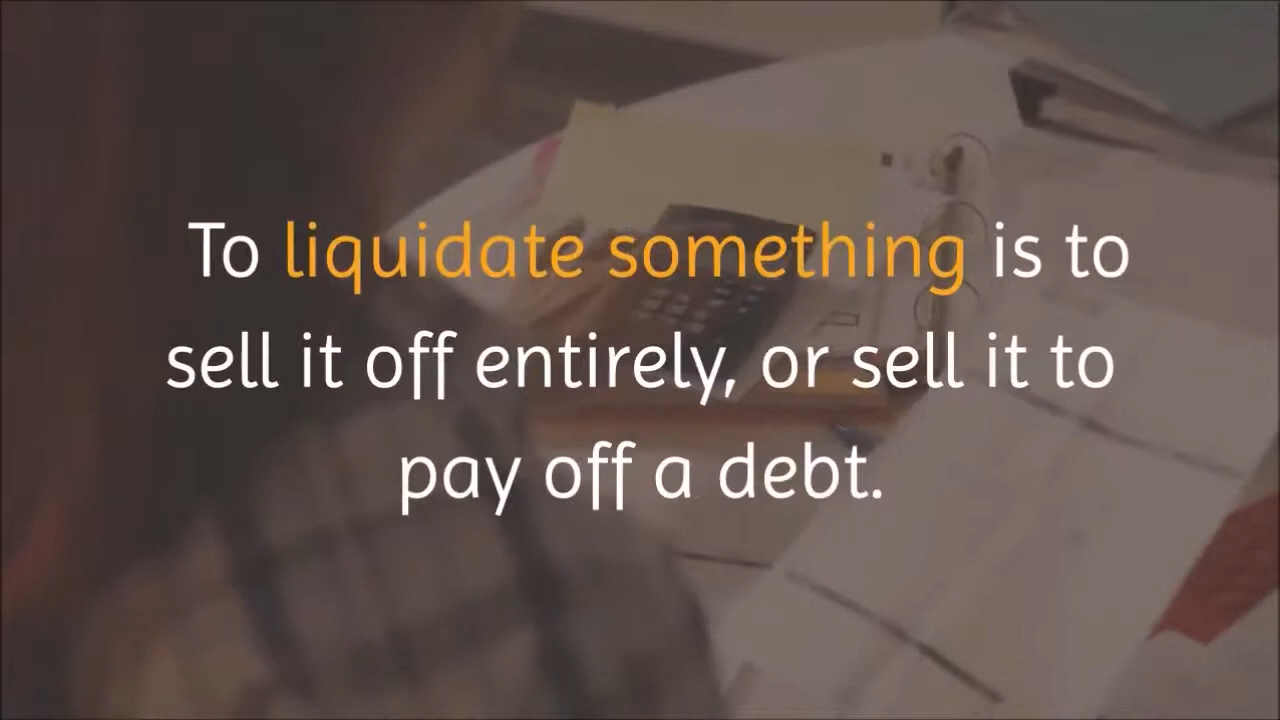 To liquidate something is to
sell it off entirely, or sell it to
pay off a debt.